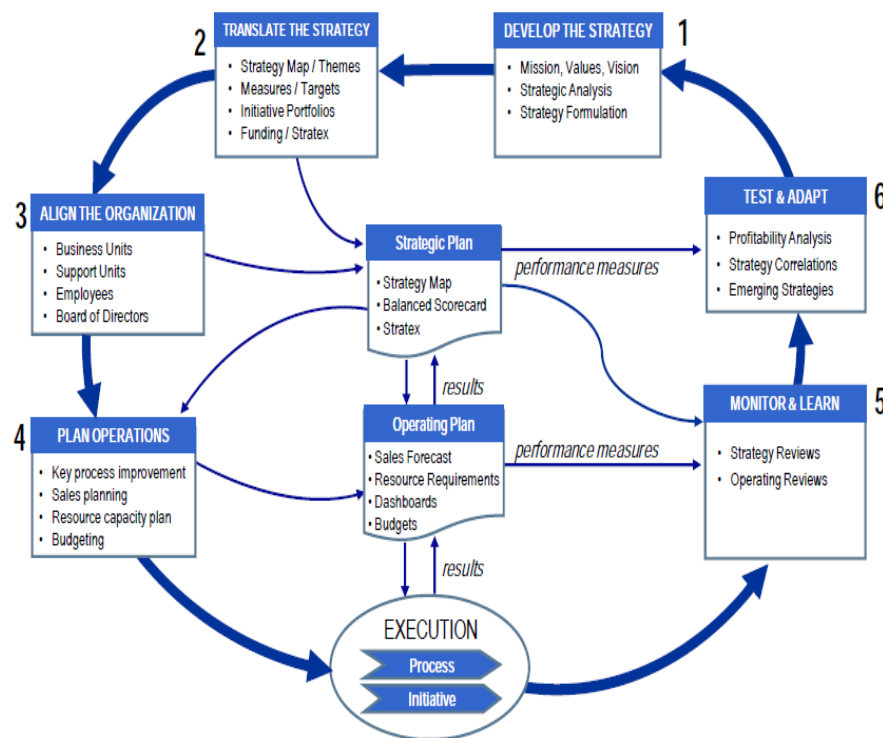 2
TRANSLATE THE STRATEGY
• Strategy Map / Themes
• Measures / Targets
• Initiative Portfolios
• Funding / Stratex
DEVELOP THE STRATEGY
1
• Mission, Values, Vision
• Strategic Analysis
• Strategy Formulation
3
ALIGN THE ORGANIZATION
• Business Units
• Support Units
• Employees
• Board of Directors
Strategic Plan
• Strategy Map
• Balanced Scorecard
• Stratex
performance measures
TEST & ADAPT
6
• Profitability Analysis
• Strategy Correlations
• Emerging Strategies
results
4
PLAN OPERATIONS
• Key process improvement
• Sales planning
• Resource capacity plan
• Budgeting
Operating Plan
• Sales Forecast
• Resource Requirements
• Dashboards
• Budgets
performance measures
MONITOR & LEARN
5
• Strategy Reviews
• Operating Reviews
results
EXECUTION
Process
Initiative